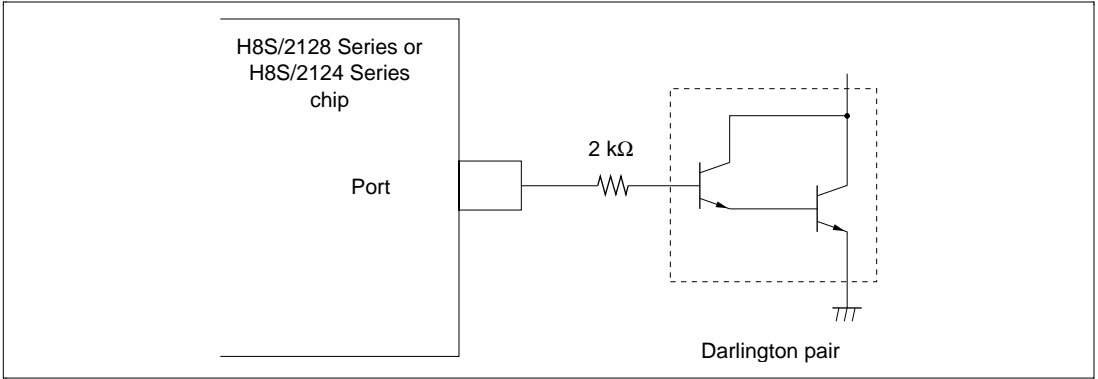 H8S/2128 Series or
H8S/2124 Series
chip
2 kΩ
Port
Darlington pair